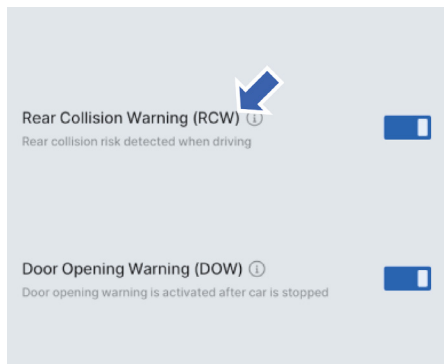 Rear Collision Warning (RCW) ⓘ
Rear collision risk detected when driving
Door Opening Warning (DOW) ⓘ
Door opening warning is activated after car is stopped